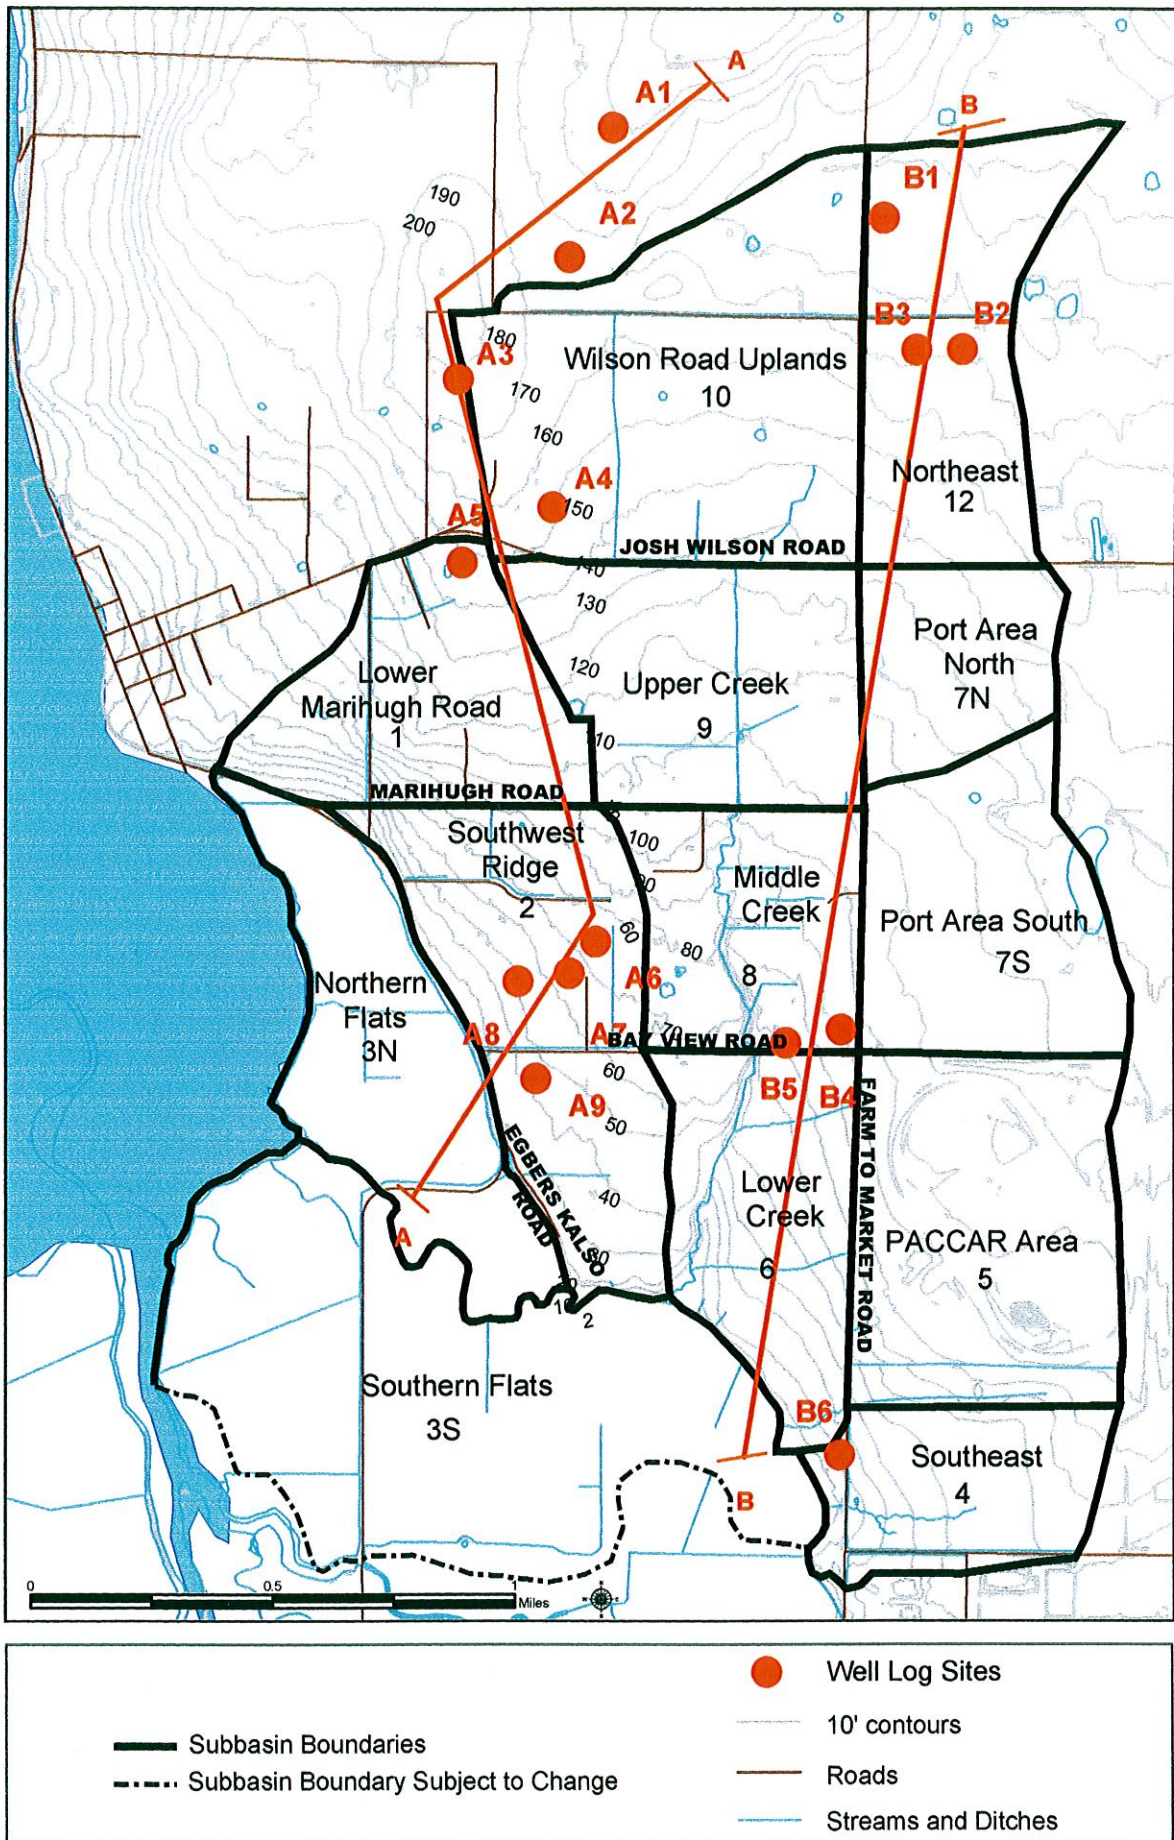 A
A1
B
B1
A2
190
200
B3
B2
180
A3
Wilson Road Uplands
10
170
160
Northeast
12
A4
150
A5
JOSH WILSON ROAD
140
130
Port Area
North
7N
120
Lower
Marihugh Road
1
Upper Creek
9
110
MARIHUGH ROAD
Southwest
Ridge
2
100
90
Middle
Creek
8
Port Area South
7S
60
80
A6
Northern
Flats
3N
A8
A7
70
BAY VIEW ROAD
60
B5
B4
A9
50
FARM TO MARKET ROAD
EGBERS KALSO
ROAD
40
Lower
Creek
6
A
PACCAR Area
5
30
10
2
Southern Flats
3S
B6
Southeast
4
B
0
0.5
1
Miles
Well Log Sites
10' contours
Subbasin Boundaries
Roads
Subbasin Boundary Subject to Change
Streams and Ditches